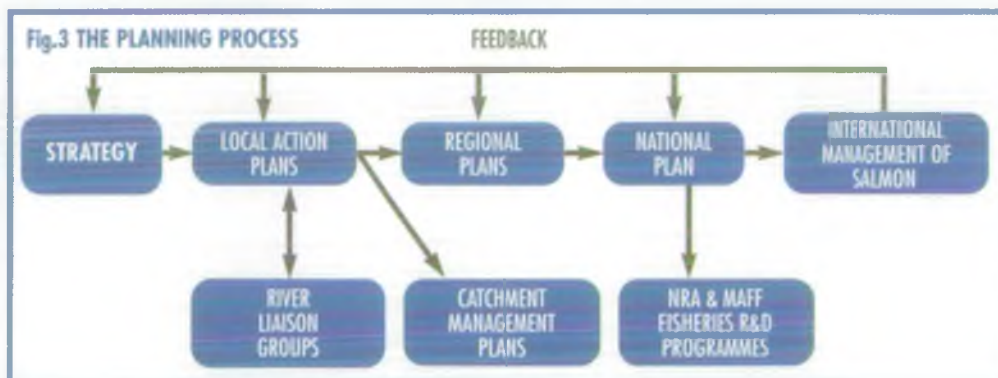 Fig.3 THE PLANNING PROCESS
FEEDBACK
STRATEGY
LOCAL ACTION
PLANS
REGIONAL
PLANS
NATIONAL
PLAN
INTERNATIONAL
MANAGEMENT OF
SALMON
RIVER
LIAISON
GROUPS
CATCHMENT
MANAGEMENT
PLANS
NRA & MAFF
FISHERIES R&D
PROGRAMMES